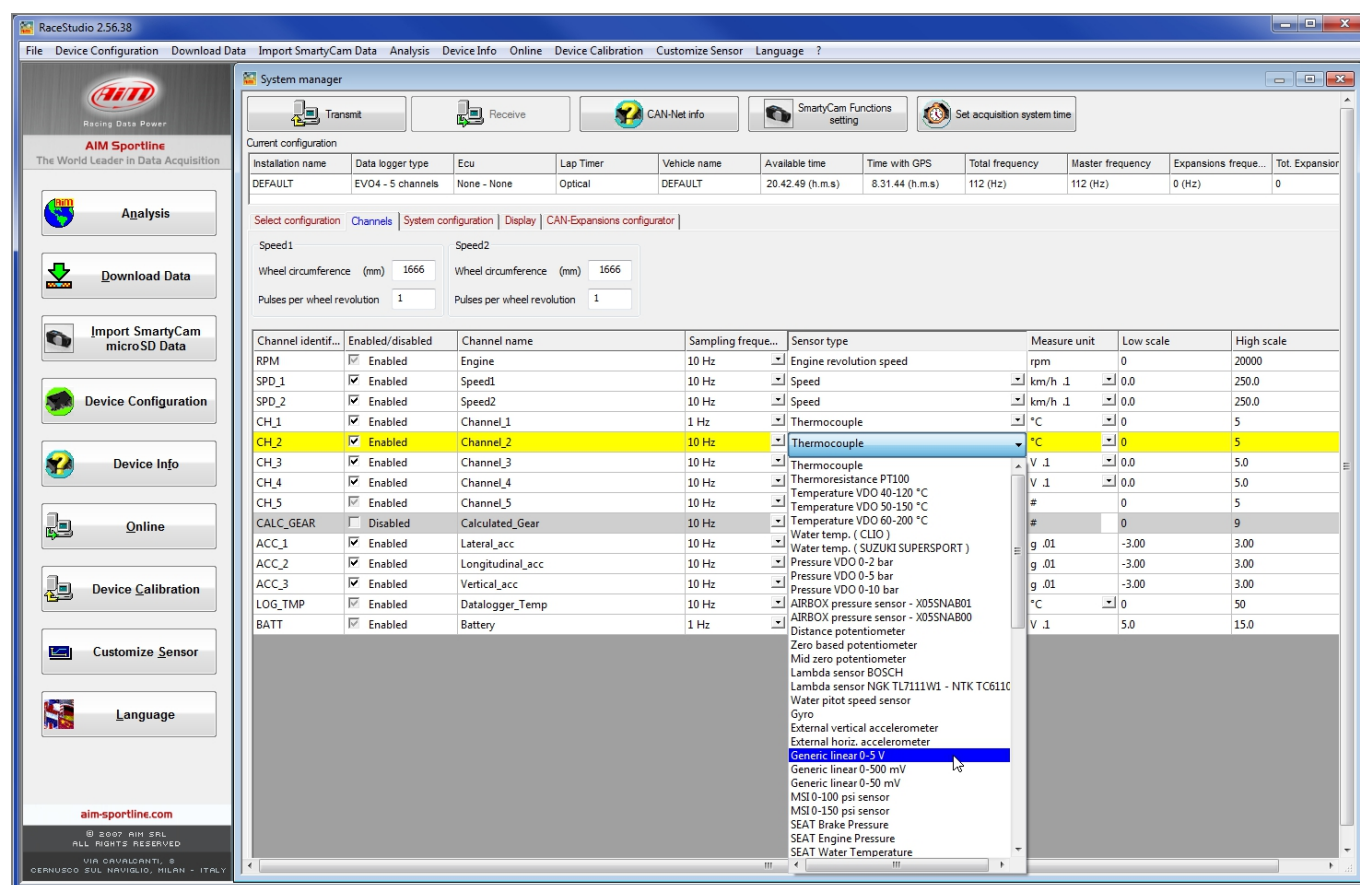 RaceStudio 2.56.38
File Device Configuration Download Data Import SmartyCam Data Analysis Device Info Online Device Calibration Customize Sensor Language ?
AiM
Racing Data Power
AIM Sportline
The World Leader in Data Acquisition
Analysis
Download Data
Import SmartyCam
microSD Data
Device Configuration
Device Info
Online
Device Calibration
Customize Sensor
Language
aim-sportline.com
© 2007 AIM SRL
ALL RIGHTS RESERVED
VIA CAVALCANTI, 8
CERNUSCO SUL NAVIGLIO, MILAN - ITALY
System manager
Transmit Receive CAN-Net info SmartyCam Functions setting Set acquisition system time
Current configuration
Installation name Data logger type Ecu Lap Timer Vehicle name Available time Time with GPS Total frequency Master frequency Expansions freque... Tot. Expansion
DEFAULT EVO4 - 5 channels None - None Optical DEFAULT 20.42.49 (h.m.s) 8.31.44 (h.m.s) 112 (Hz) 112 (Hz) 0 (Hz) 0
Select configuration Channels System configuration Display CAN-Expansions configurator
Speed1 Speed2
Wheel circumference (mm) 1666 Wheel circumference (mm) 1666
Pulses per wheel revolution 1 Pulses per wheel revolution 1
Channel identif... Enabled/disabled Channel name Sampling freque... Sensor type Measure unit Low scale High scale
RPM Enabled Engine 10 Hz Engine revolution speed rpm 0 20000
SPD_1 Enabled Speed1 10 Hz Speed km/h .1 0.0 250.0
SPD_2 Enabled Speed2 10 Hz Speed km/h .1 0.0 250.0
CH_1 Enabled Channel_1 1 Hz Thermocouple °C 0 5
CH_2 Enabled Channel_2 10 Hz Thermocouple °C 0 5
CH_3 Enabled Channel_3 10 Hz V .1 0.0 5.0
CH_4 Enabled Channel_4 10 Hz V .1 0.0 5.0
CH_5 Enabled Channel_5 10 Hz # 0 5
CALC_GEAR Disabled Calculated_Gear 10 Hz # 0 9
ACC_1 Enabled Lateral_acc 10 Hz g .01 -3.00 3.00
ACC_2 Enabled Longitudinal_acc 10 Hz g .01 -3.00 3.00
ACC_3 Enabled Vertical_acc 10 Hz g .01 -3.00 3.00
LOG_TMP Enabled Datalogger_Temp 10 Hz °C 0 50
BATT Enabled Battery 1 Hz V .1 5.0 15.0
Thermocouple
Thermoresistance PT100
Temperature VDO 40-120 °C
Temperature VDO 50-150 °C
Temperature VDO 60-200 °C
Water temp. ( CLIO )
Water temp. ( SUZUKI SUPERSPORT )
Pressure VDO 0-2 bar
Pressure VDO 0-5 bar
Pressure VDO 0-10 bar
AIRBOX pressure sensor - X05SNAB01
AIRBOX pressure sensor - X05SNAB00
Distance potentiometer
Zero based potentiometer
Mid zero potentiometer
Lambda sensor BOSCH
Lambda sensor NGK TL7111W1 - NTK TC6110
Water pitot speed sensor
Gyro
External vertical accelerometer
External horiz. accelerometer
Generic linear 0-5 V
Generic linear 0-500 mV
Generic linear 0-50 mV
MSI 0-100 psi sensor
MSI 0-150 psi sensor
SEAT Brake Pressure
SEAT Engine Pressure
SEAT Water Temperature